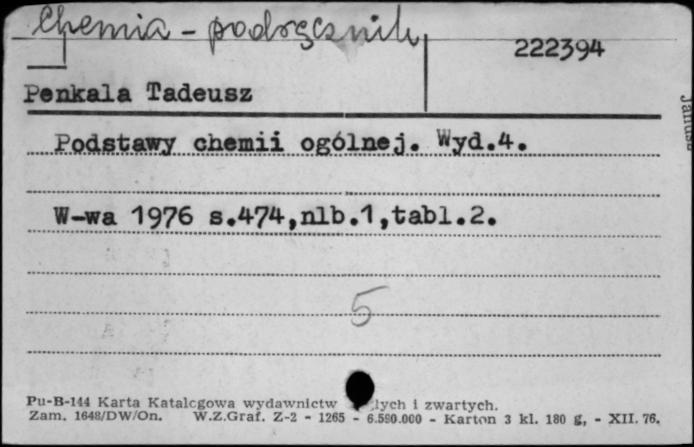 Chemia - podręcznik
222394
Penkala Tadeusz
Janusz
Podstawy chemii ogólnej. Wyd.4.
W-wa 1976 s.474,nlb.1,tabl.2.
5
Pu-B-144 Karta Katalogowa wydawnictw i zwartych.
Zam. 1648/DW/On. W.Z.Graf. Z-2 - 1265 - 6.580.000 - Karton 3 kl. 180 g, - XII. 76.